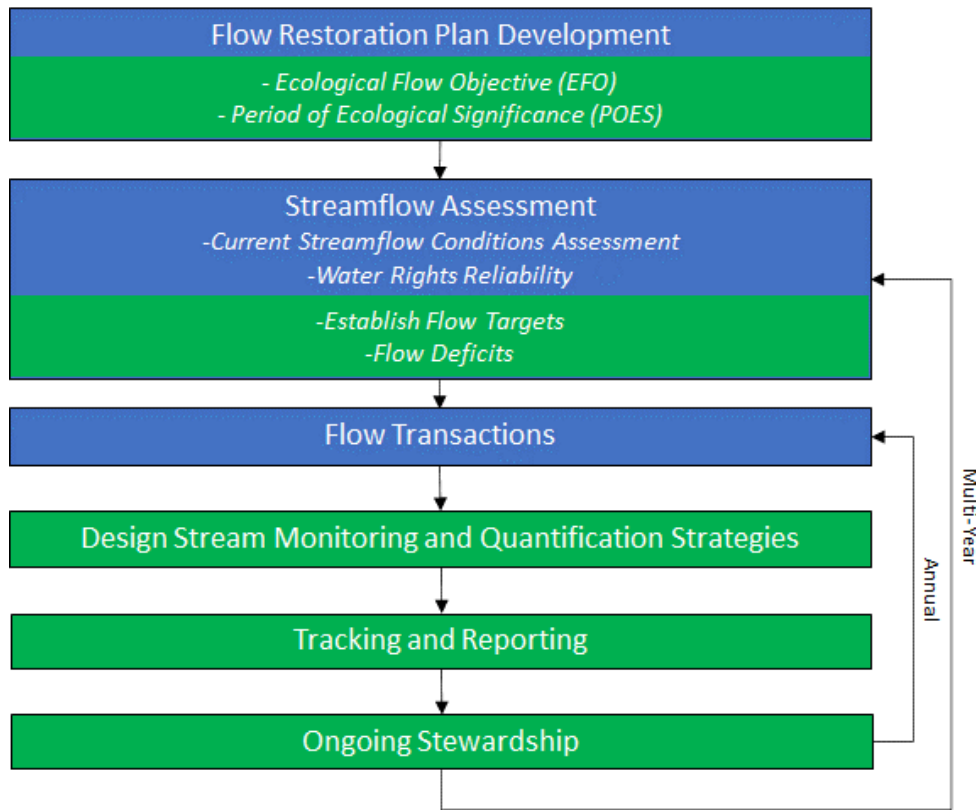 Flow Restoration Plan Development
- Ecological Flow Objective (EFO)
- Period of Ecological Significance (POES)
Streamflow Assessment
-Current Streamflow Conditions Assessment
-Water Rights Reliability
-Establish Flow Targets
-Flow Deficits
Flow Transactions
Design Stream Monitoring and Quantification Strategies
Tracking and Reporting
Ongoing Stewardship
Annual
Multi-Year